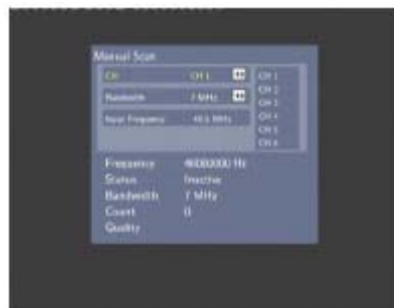 Manual Scan
CH CH 1
Bandwidth 7 MHz
Input Frequency
CH 1
CH 2
CH 3
CH 4
CH 5
CH 6
Frequency Hz
Status Inactive
Bandwidth 7 MHz
Count 0
Quality